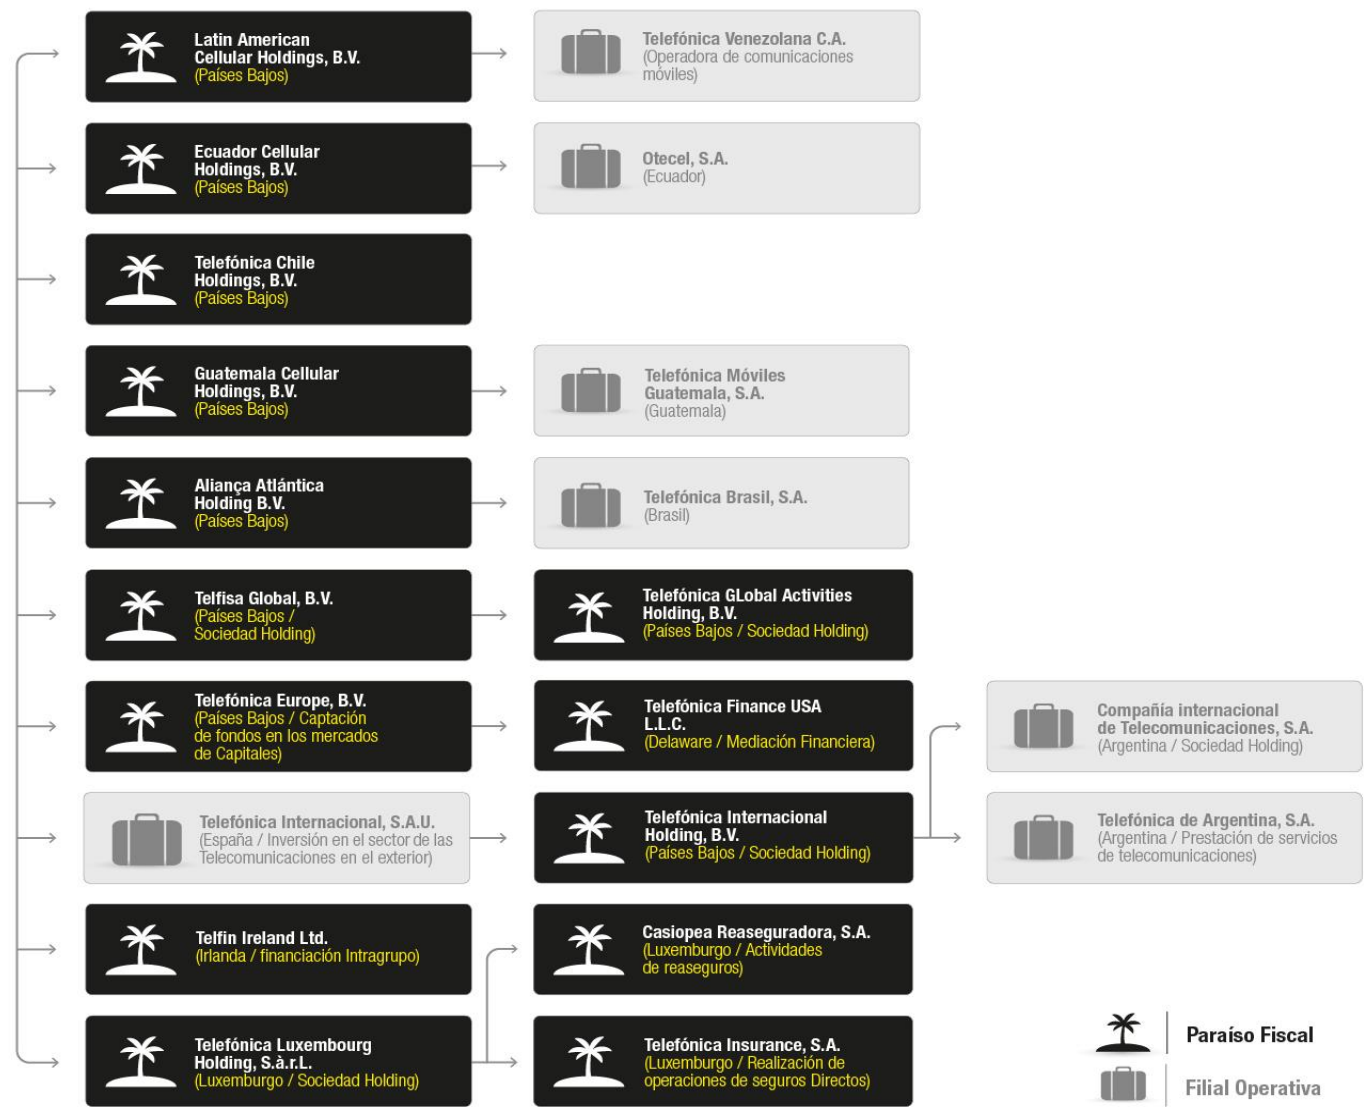 Latin American
Cellular Holdings, B.V.
(Países Bajos)
Telefónica Venezolana C.A.
(Operadora de comunicaciones
móviles)
Ecuador Cellular
Holdings, B.V.
(Países Bajos)
Otecel, S.A.
(Ecuador)
Telefónica Chile
Holdings, B.V.
(Países Bajos)
Guatemala Cellular
Holdings, B.V.
(Países Bajos)
Telefónica Móviles
Guatemala, S.A.
(Guatemala)
Aliança Atlántica
Holding B.V.
(Países Bajos)
Telefónica Brasil, S.A.
(Brasil)
Telfisa Global, B.V.
(Países Bajos /
Sociedad Holding)
Telefónica GLobal Activities
Holding, B.V.
(Países Bajos / Sociedad Holding)
Telefónica Europe, B.V.
(Países Bajos / Captación
de fondos en los mercados
de Capitales)
Telefónica Finance USA
L.L.C.
(Delaware / Mediación Financiera)
Compañía internacional
de Telecomunicaciones, S.A.
(Argentina / Sociedad Holding)
Telefónica Internacional, S.A.U.
(España / Inversión en el sector de las
Telecomunicaciones en el exterior)
Telefónica Internacional
Holding, B.V.
(Países Bajos / Sociedad Holding)
Telefónica de Argentina, S.A.
(Argentina / Prestación de servicios
de telecomunicaciones)
Telfin Ireland Ltd.
(Irlanda / financiación Intragrupo)
Casiopea Reaseguradora, S.A.
(Luxemburgo / Actividades
de reaseguros)
Telefónica Luxembourg
Holding, S.à.r.L.
(Luxemburgo / Sociedad Holding)
Telefónica Insurance, S.A.
(Luxemburgo / Realización de
operaciones de seguros Directos)
Paraíso Fiscal
Filial Operativa